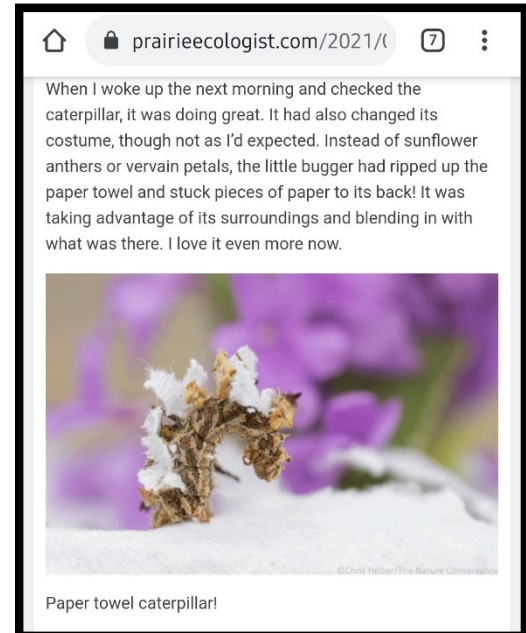 prairieecologist.com/2021/(
7
When I woke up the next morning and checked the
caterpillar, it was doing great. It had also changed its
costume, though not as I'd expected. Instead of sunflower
anthers or vervain petals, the little bugger had ripped up the
paper towel and stuck pieces of paper to its back! It was
taking advantage of its surroundings and blending in with
what was there. I love it even more now.
©Chris Helzer/The Nature Conservancy
Paper towel caterpillar!